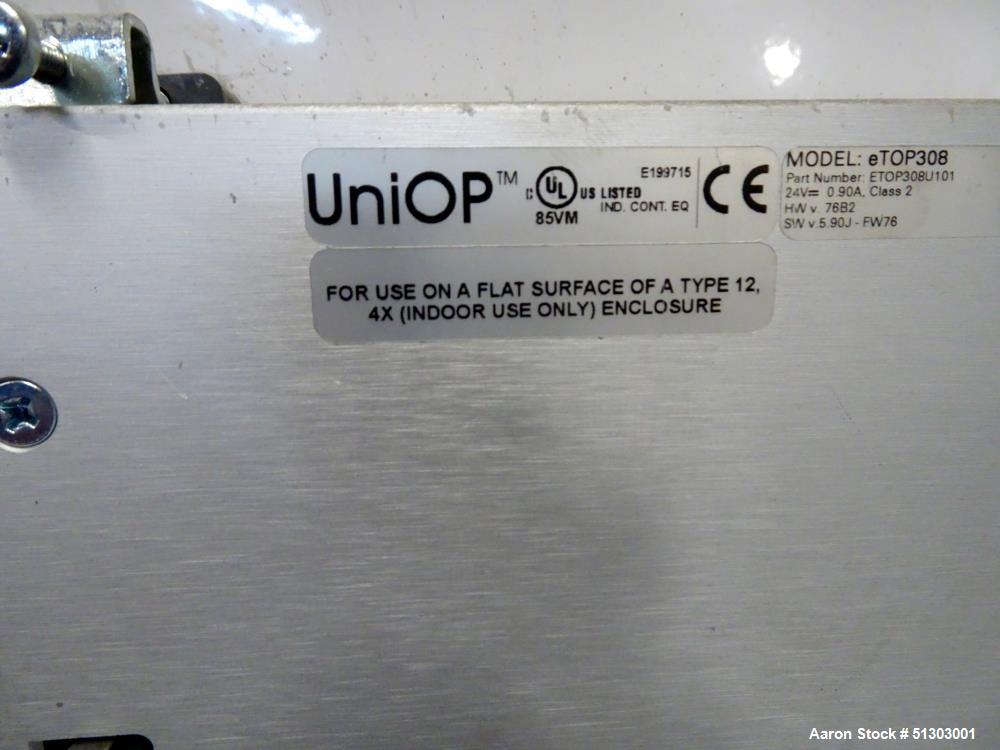 UniOP™
C UL US LISTED
85VM
E199715
IND. CONT. EQ
CE
MODEL: eTOP308
Part Number: ETOP308U101
24V⎓ 0.90A, Class 2
HW v. 76B2
SW v.5.90J - FW76
FOR USE ON A FLAT SURFACE OF A TYPE 12,
4X (INDOOR USE ONLY) ENCLOSURE
Aaron Stock # 51303001